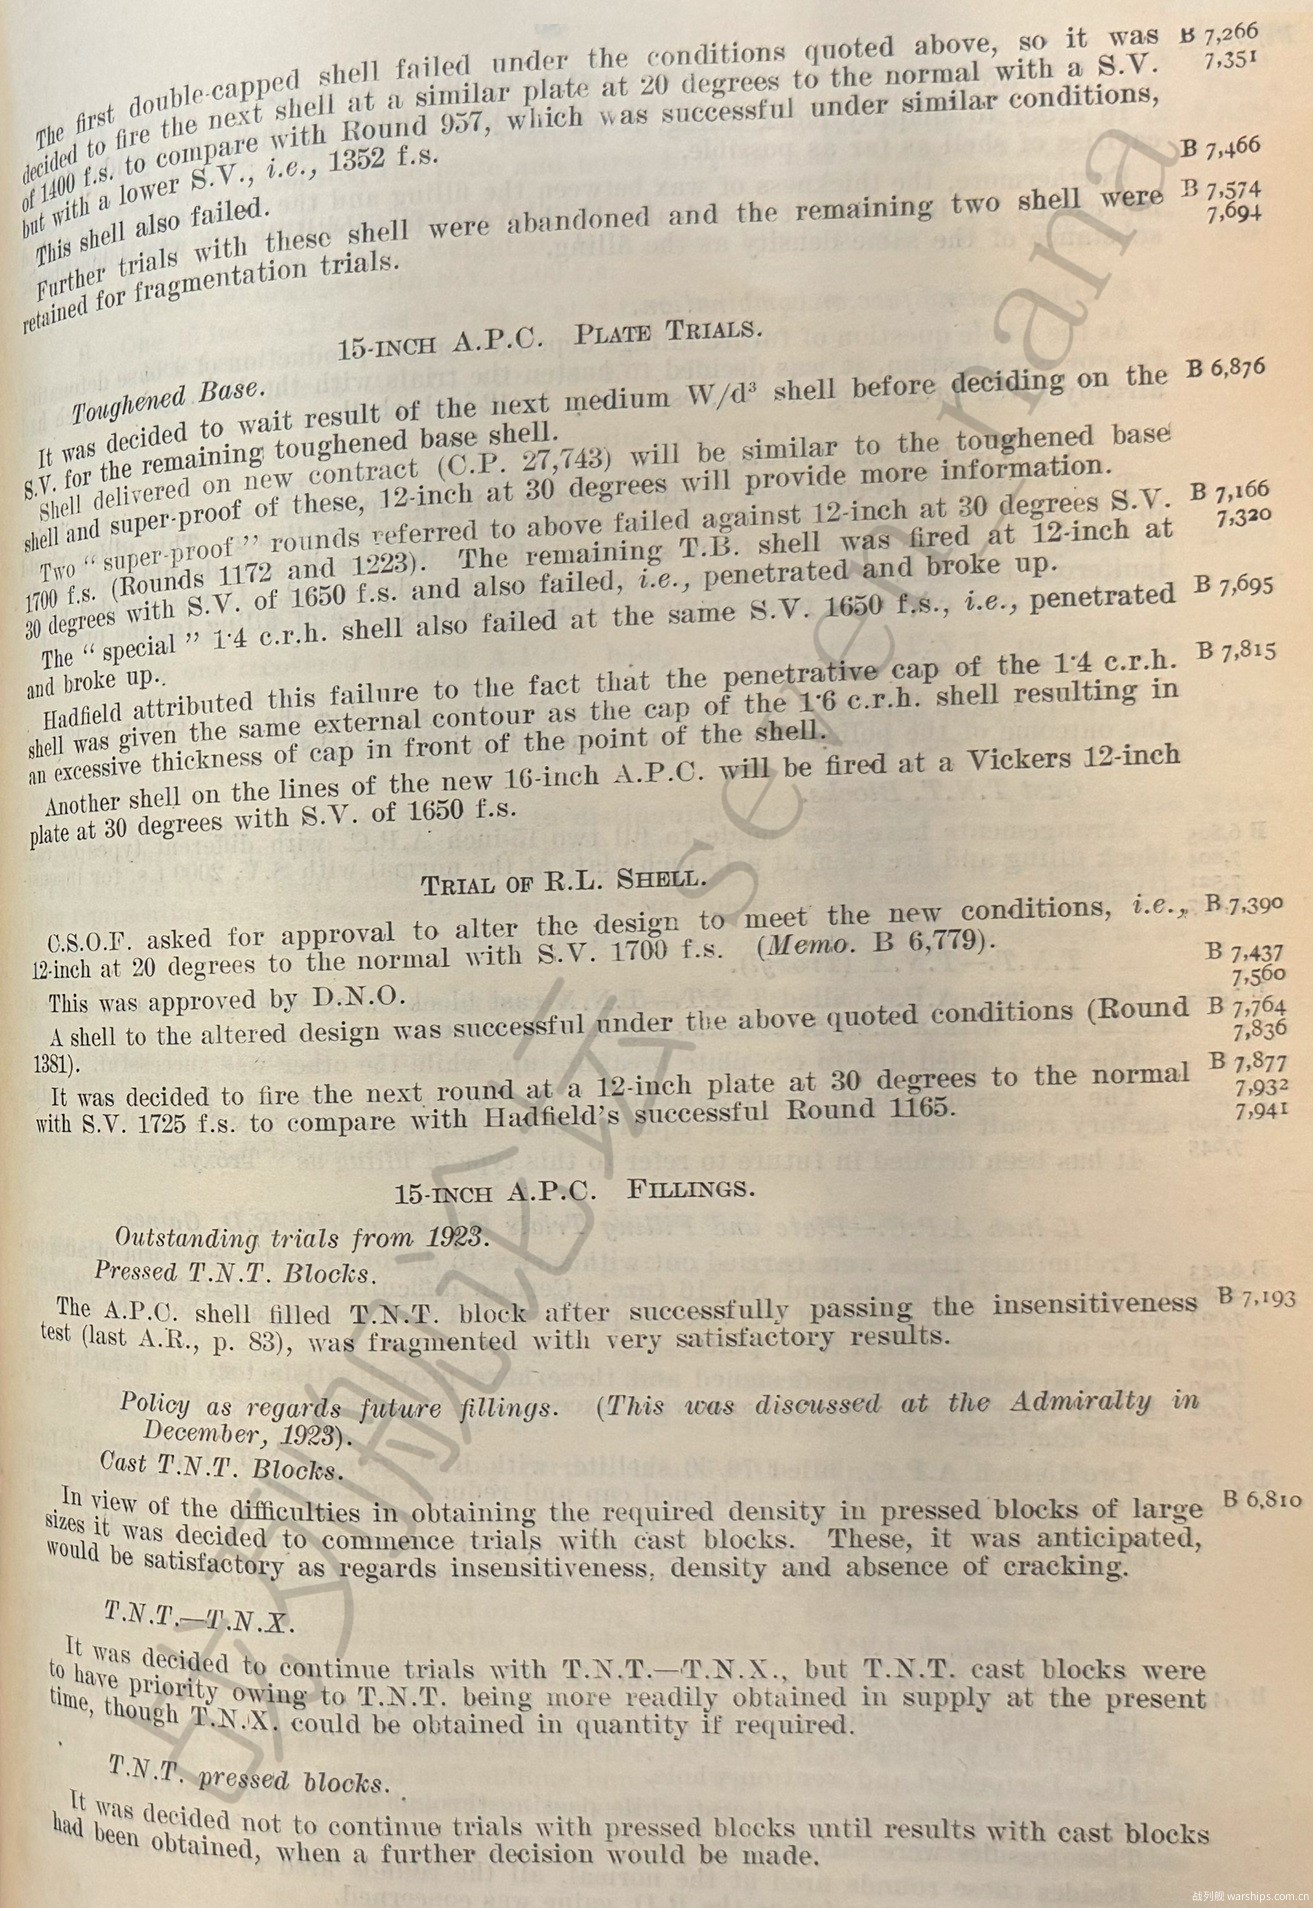 The first double-capped shell failed under the conditions quoted above, so it was B 7,266
decided to fire the next shell at a similar plate at 20 degrees to the normal with a S.V. 7,351
of 1400 f.s. to compare with Round 957, which was successful under similar conditions,
but with a lower S.V., i.e., 1352 f.s.
This shell also failed. B 7,466
Further trials with these shell were abandoned and the remaining two shell were B 7,574
retained for fragmentation trials. 7,694
15-INCH A.P.C. PLATE TRIALS.
Toughened Base.
It was decided to wait result of the next medium W/d³ shell before deciding on the B 6,876
S.V. for the remaining toughened base shell.
Shell delivered on new contract (C.P. 27,743) will be similar to the toughened base
shell and super-proof of these, 12-inch at 30 degrees will provide more information.
Two “super-proof” rounds referred to above failed against 12-inch at 30 degrees S.V. B 7,166
1700 f.s. (Rounds 1172 and 1223). The remaining T.B. shell was fired at 12-inch at 7,320
30 degrees with S.V. of 1650 f.s. and also failed, i.e., penetrated and broke up.
The “special” 1·4 c.r.h. shell also failed at the same S.V. 1650 f.s., i.e., penetrated B 7,695
and broke up.
Hadfield attributed this failure to the fact that the penetrative cap of the 1·4 c.r.h. B 7,815
shell was given the same external contour as the cap of the 1·6 c.r.h. shell resulting in
an excessive thickness of cap in front of the point of the shell.
Another shell on the lines of the new 16-inch A.P.C. will be fired at a Vickers 12-inch
plate at 30 degrees with S.V. of 1650 f.s.
TRIAL OF R.L. SHELL.
C.S.O.F. asked for approval to alter the design to meet the new conditions, i.e., B 7,390
12-inch at 20 degrees to the normal with S.V. 1700 f.s. (Memo. B 6,779).
This was approved by D.N.O. B 7,437
7,560
A shell to the altered design was successful under the above quoted conditions (Round B 7,764
1381). 7,836
It was decided to fire the next round at a 12-inch plate at 30 degrees to the normal B 7,877
with S.V. 1725 f.s. to compare with Hadfield's successful Round 1165. 7,932
7,941
15-INCH A.P.C. FILLINGS.
Outstanding trials from 1923.
Pressed T.N.T. Blocks.
The A.P.C. shell filled T.N.T. block after successfully passing the insensitiveness B 7,193
test (last A.R., p. 83), was fragmented with very satisfactory results.
Policy as regards future fillings. (This was discussed at the Admiralty in
December, 1923).
Cast T.N.T. Blocks.
In view of the difficulties in obtaining the required density in pressed blocks of large B 6,810
sizes it was decided to commence trials with cast blocks. These, it was anticipated,
would be satisfactory as regards insensitiveness, density and absence of cracking.
T.N.T.—T.N.X.
It was decided to continue trials with T.N.T.—T.N.X., but T.N.T. cast blocks were
to have priority owing to T.N.T. being more readily obtained in supply at the present
time, though T.N.X. could be obtained in quantity if required.
T.N.T. pressed blocks.
It was decided not to continue trials with pressed blocks until results with cast blocks
had been obtained, when a further decision would be made.
战列舰 warships.com.cn